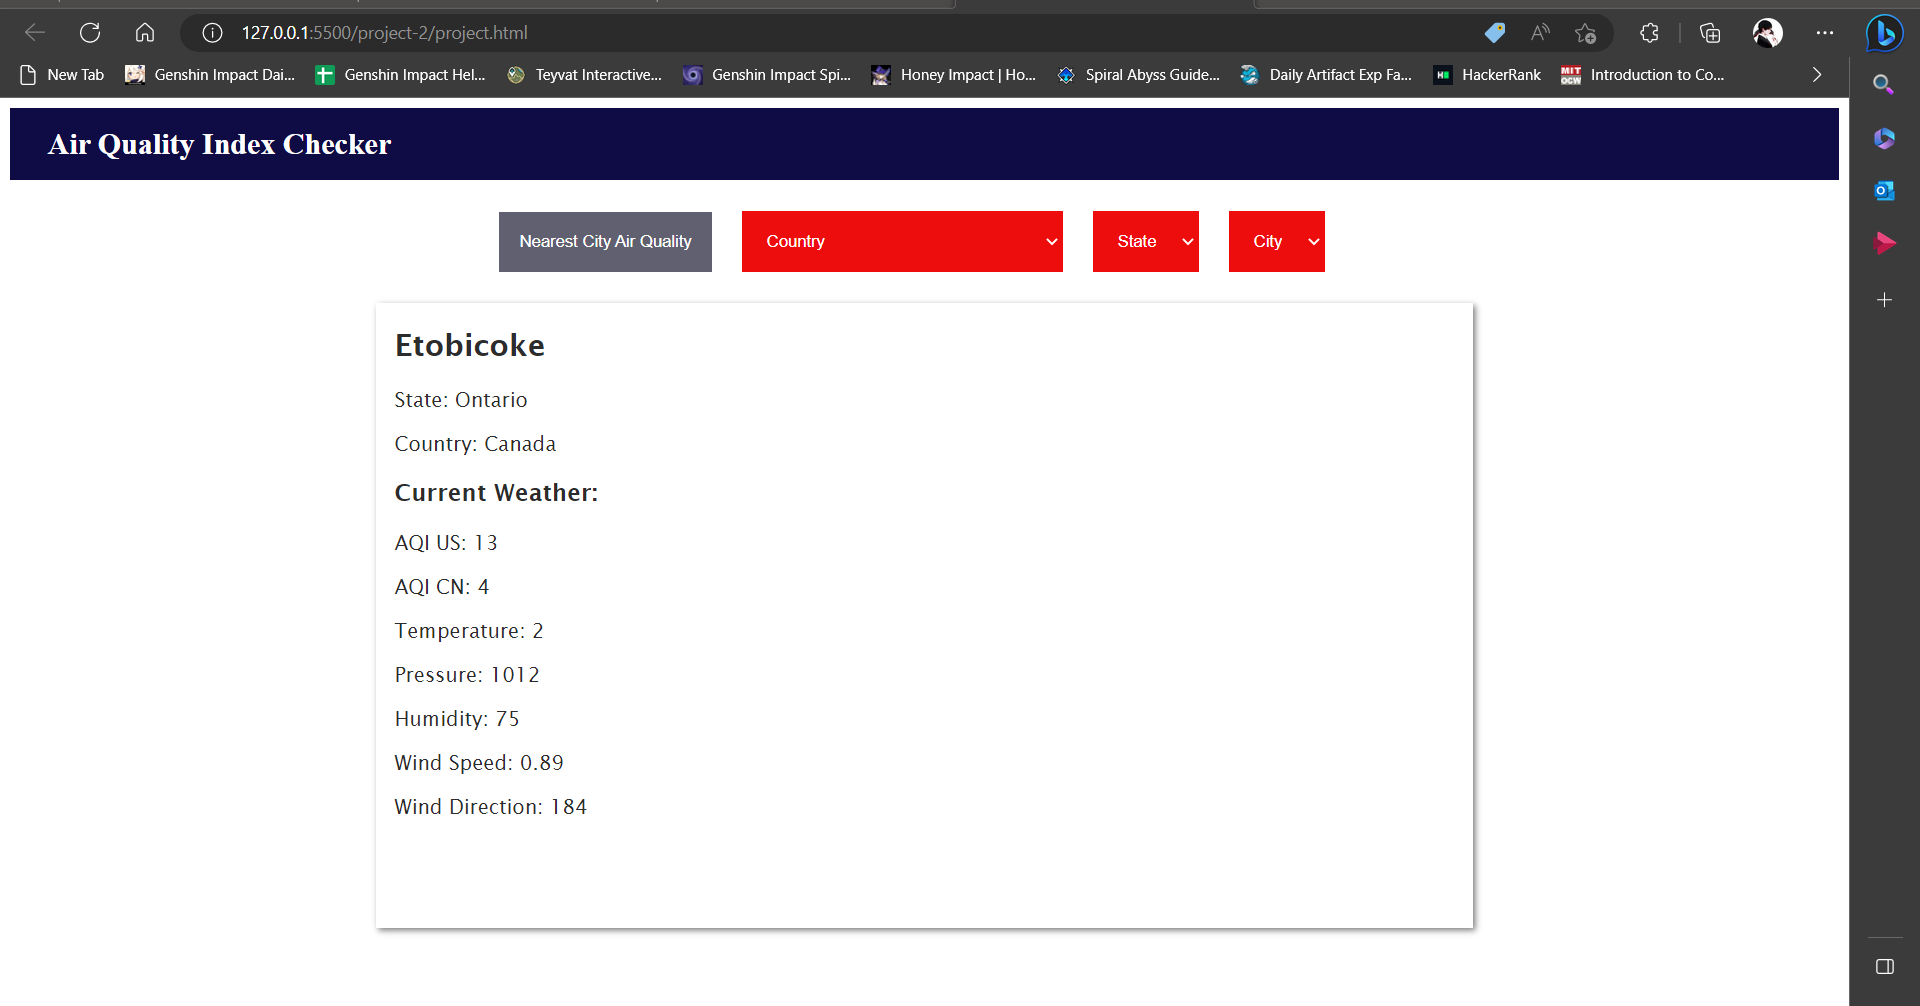 127.0.0.1:5500/project-2/project.html
New Tab Genshin Impact Dai... Genshin Impact Hel... Teyvat Interactive... Genshin Impact Spi... Honey Impact | Ho... Spiral Abyss Guide... Daily Artifact Exp Fa... HackerRank Introduction to Co...
Air Quality Index Checker
Nearest City Air Quality Country State City
Etobicoke
State: Ontario
Country: Canada
Current Weather:
AQI US: 13
AQI CN: 4
Temperature: 2
Pressure: 1012
Humidity: 75
Wind Speed: 0.89
Wind Direction: 184